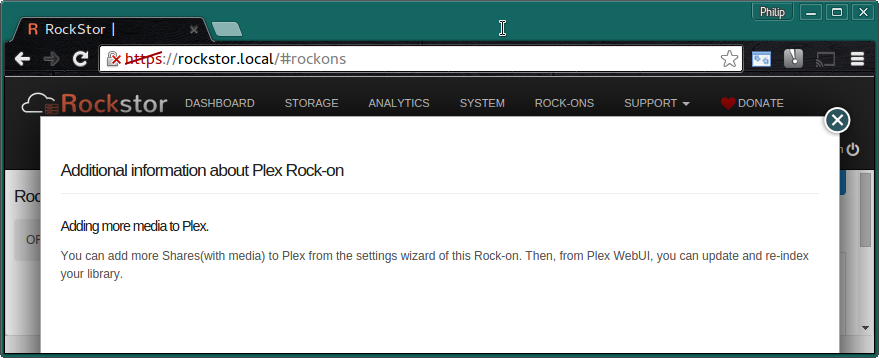 Philip
R RockStor |
https://rockstor.local/#rockons
Rockstor DASHBOARD STORAGE ANALYTICS SYSTEM ROCK-ONS SUPPORT DONATE
Additional information about Plex Rock-on
Adding more media to Plex.
You can add more Shares(with media) to Plex from the settings wizard of this Rock-on. Then, from Plex WebUI, you can update and re-index
your library.